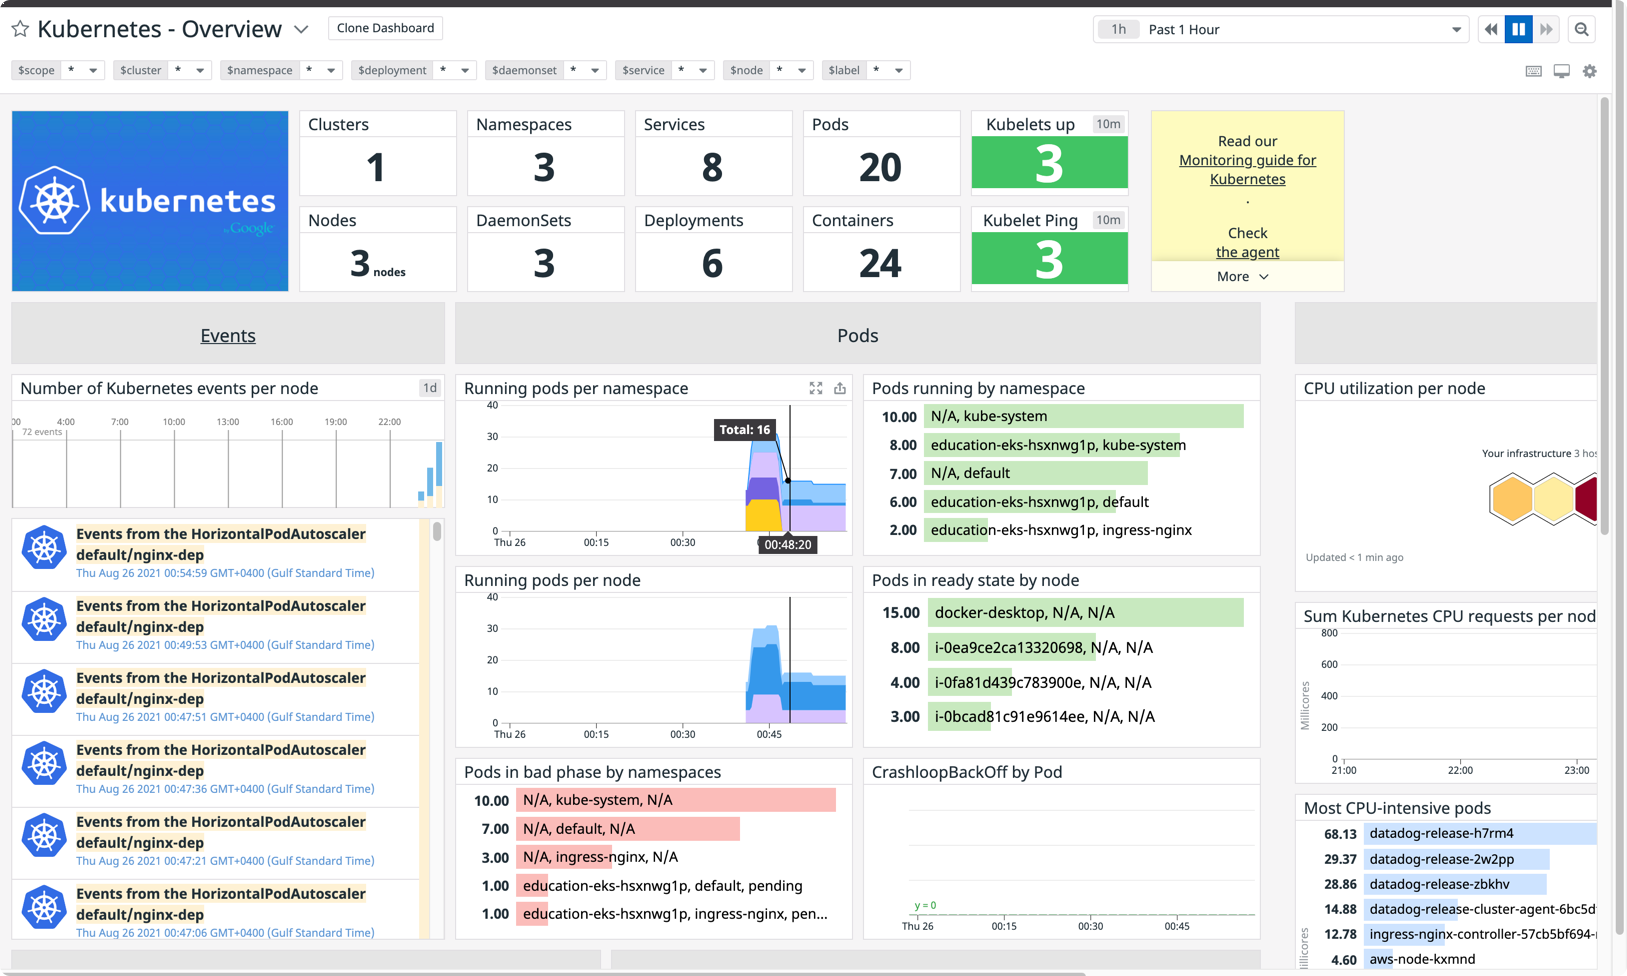 Kubernetes - Overview
Clone Dashboard
1h Past 1 Hour
$scope *
$cluster *
$namespace *
$deployment *
$daemonset *
$service *
$node *
$label *
kubernetes
by Google
Clusters
1
Namespaces
3
Services
8
Pods
20
Kubelets up 10m
3
Nodes
3 nodes
DaemonSets
3
Deployments
6
Containers
24
Kubelet Ping 10m
3
Read our
Monitoring guide for
Kubernetes
.
Check
the agent
More
Events
Pods
Number of Kubernetes events per node 1d
00 4:00 7:00 10:00 13:00 16:00 19:00 22:00
72 events
Events from the HorizontalPodAutoscaler
default/nginx-dep
Thu Aug 26 2021 00:54:59 GMT+0400 (Gulf Standard Time)
Events from the HorizontalPodAutoscaler
default/nginx-dep
Thu Aug 26 2021 00:49:53 GMT+0400 (Gulf Standard Time)
Events from the HorizontalPodAutoscaler
default/nginx-dep
Thu Aug 26 2021 00:47:51 GMT+0400 (Gulf Standard Time)
Events from the HorizontalPodAutoscaler
default/nginx-dep
Thu Aug 26 2021 00:47:36 GMT+0400 (Gulf Standard Time)
Events from the HorizontalPodAutoscaler
default/nginx-dep
Thu Aug 26 2021 00:47:21 GMT+0400 (Gulf Standard Time)
Events from the HorizontalPodAutoscaler
default/nginx-dep
Thu Aug 26 2021 00:47:06 GMT+0400 (Gulf Standard Time)
Running pods per namespace
40
30
20
10
0
Total: 16
Thu 26 00:15 00:30
00:48:20
Running pods per node
40
30
20
10
0
Thu 26 00:15 00:30 00:45
Pods in bad phase by namespaces
10.00 N/A, kube-system, N/A
7.00 N/A, default, N/A
3.00 N/A, ingress-nginx, N/A
1.00 education-eks-hsxnwg1p, default, pending
1.00 education-eks-hsxnwg1p, ingress-nginx, pen...
Pods running by namespace
10.00 N/A, kube-system
8.00 education-eks-hsxnwg1p, kube-system
7.00 N/A, default
6.00 education-eks-hsxnwg1p, default
2.00 education-eks-hsxnwg1p, ingress-nginx
Pods in ready state by node
15.00 docker-desktop, N/A, N/A
8.00 i-0ea9ce2ca13320698, N/A, N/A
4.00 i-0fa81d439c783900e, N/A, N/A
3.00 i-0bcad81c91e9614ee, N/A, N/A
CrashloopBackOff by Pod
y = 0
Thu 26 00:15 00:30 00:45
CPU utilization per node
Your infrastructure 3 hos
Updated < 1 min ago
Sum Kubernetes CPU requests per nod
Millicores
800
600
400
200
0
21:00 22:00 23:00
Most CPU-intensive pods
68.13 datadog-release-h7rm4
29.37 datadog-release-2w2pp
28.86 datadog-release-zbkhv
14.88 datadog-release-cluster-agent-6bc5d
12.78 ingress-nginx-controller-57cb5bf694-
4.60 aws-node-kxmnd
illicores